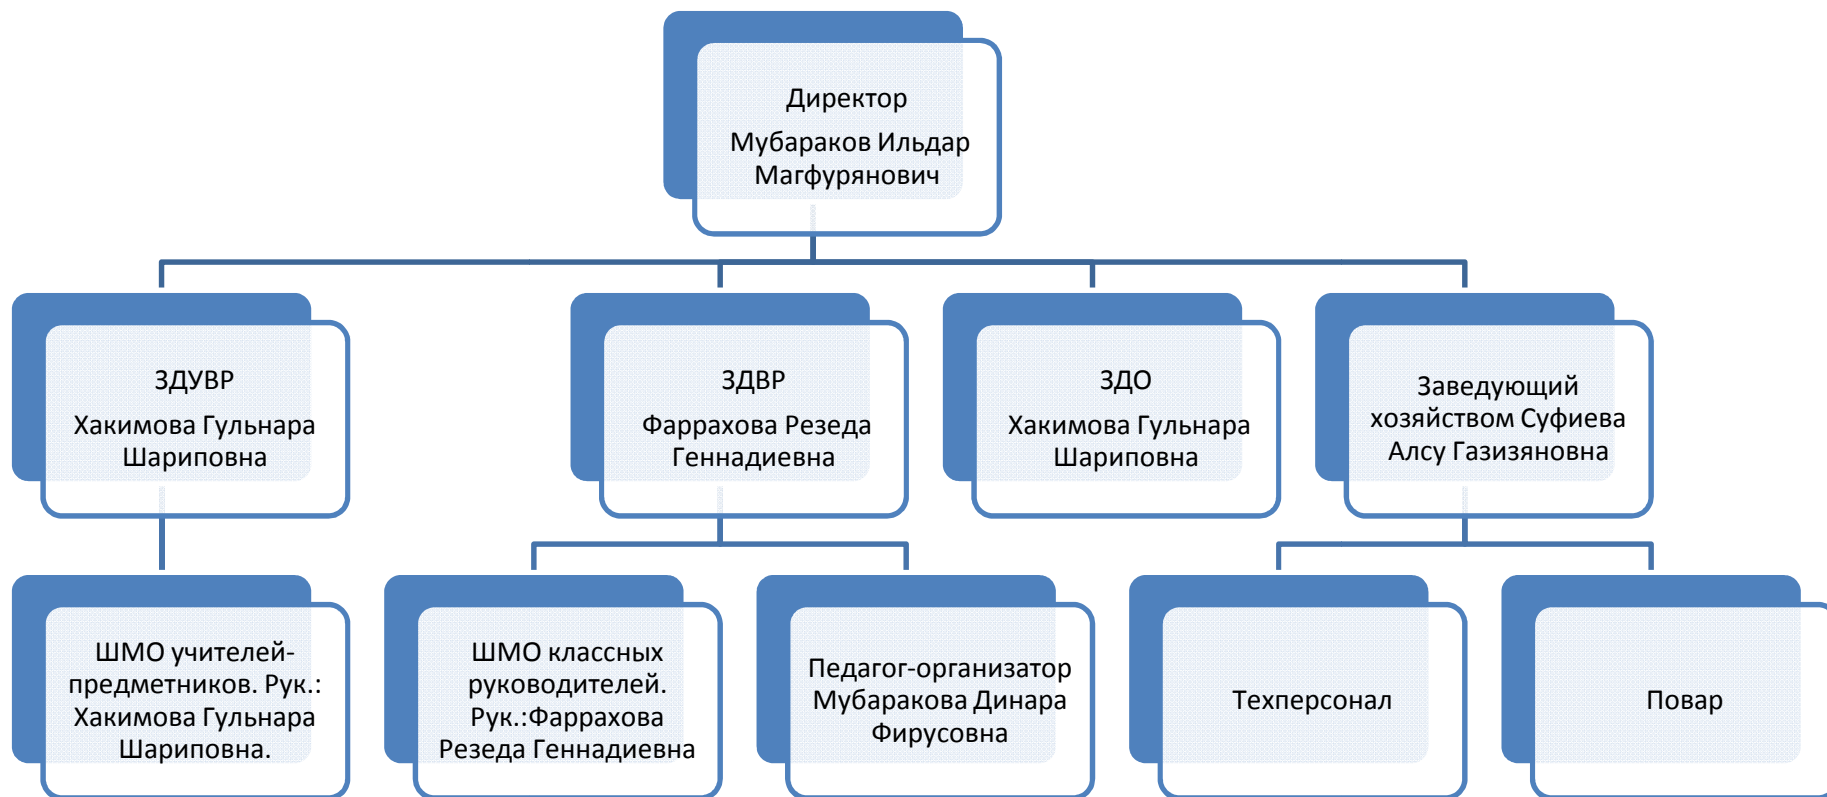 Директор
Мубараков Ильдар
Магфурянович
ЗДУВР
Хакимова Гульнара
Шариповна
ЗДВР
Фаррахова Резеда
Геннадиевна
ЗДО
Хакимова Гульнара
Шариповна
Заведующий
хозяйством Суфиева
Алсу Газизяновна
ШМО учителей-
предметников. Рук.:
Хакимова Гульнара
Шариповна.
ШМО классных
руководителей.
Рук.:Фаррахова
Резеда Геннадиевна
Педагог-организатор
Мубаракова Динара
Фирусовна
Техперсонал
Повар